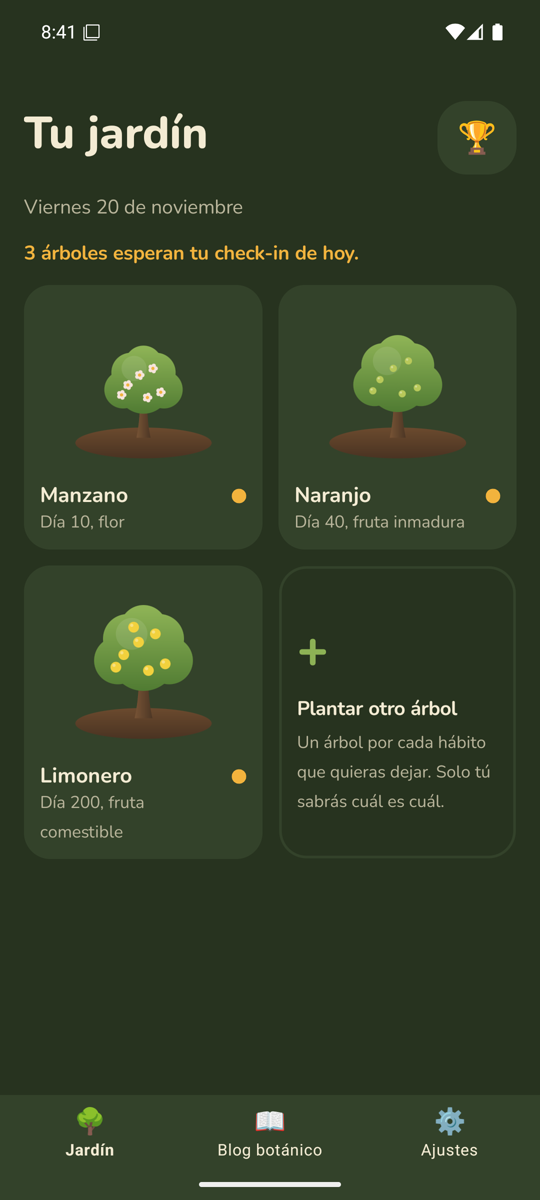 8:41
Tu jardín
Viernes 20 de noviembre
3 árboles esperan tu check-in de hoy.
Manzano
Día 10, flor
Naranjo
Día 40, fruta inmadura
Limonero
Día 200, fruta
comestible
Plantar otro árbol
Un árbol por cada hábito
que quieras dejar. Solo tú
sabrás cuál es cuál.
Jardín
Blog botánico
Ajustes